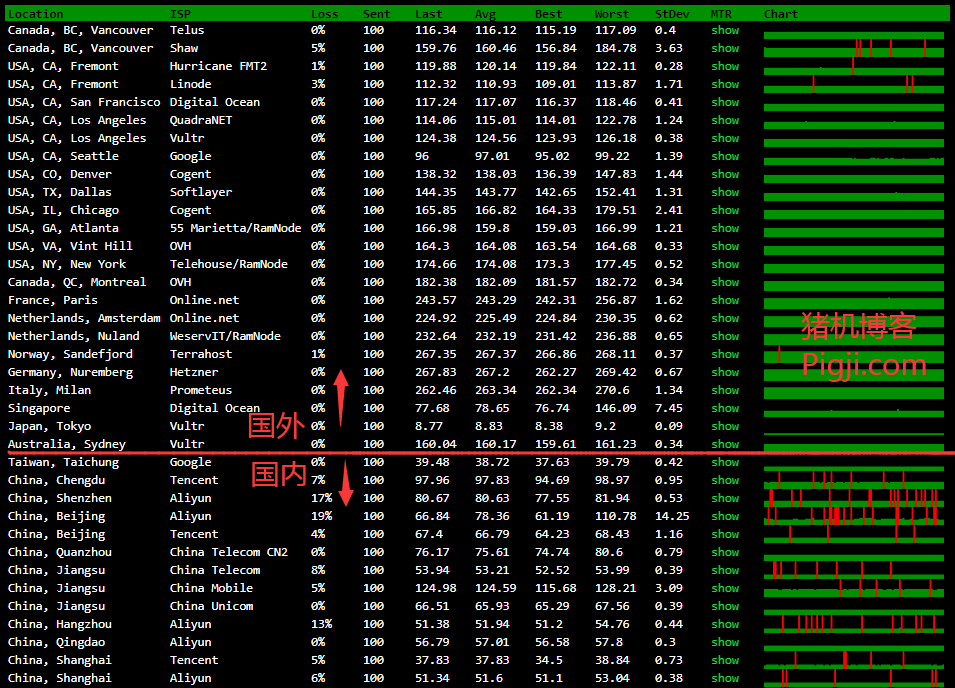 Location ISP Loss Sent Last Avg Best Worst StDev MTR Chart
Canada, BC, Vancouver Telus 0% 100 116.34 116.12 115.19 117.09 0.4 show
Canada, BC, Vancouver Shaw 5% 100 159.76 160.46 156.84 184.78 3.63 show
USA, CA, Fremont Hurricane FMT2 1% 100 119.88 120.14 119.84 122.11 0.28 show
USA, CA, Fremont Linode 3% 100 112.32 110.93 109.01 113.87 1.71 show
USA, CA, San Francisco Digital Ocean 0% 100 117.24 117.07 116.37 118.46 0.41 show
USA, CA, Los Angeles QuadraNET 0% 100 114.06 115.01 114.01 122.78 1.24 show
USA, CA, Los Angeles Vultr 0% 100 124.38 124.56 123.93 126.18 0.38 show
USA, CA, Seattle Google 0% 100 96 97.01 95.02 99.22 1.39 show
USA, CO, Denver Cogent 0% 100 138.32 138.03 136.39 147.83 1.44 show
USA, TX, Dallas Softlayer 0% 100 144.35 143.77 142.65 152.41 1.31 show
USA, IL, Chicago Cogent 0% 100 165.85 166.82 164.33 179.51 2.41 show
USA, GA, Atlanta 55 Marietta/RamNode 0% 100 166.98 159.8 159.03 166.99 1.21 show
USA, VA, Vint Hill OVH 0% 100 164.3 164.08 163.54 164.68 0.33 show
USA, NY, New York Telehouse/RamNode 0% 100 174.66 174.08 173.3 177.45 0.52 show
Canada, QC, Montreal OVH 0% 100 182.38 182.09 181.57 182.72 0.34 show
France, Paris Online.net 0% 100 243.57 243.29 242.31 256.87 1.62 show
Netherlands, Amsterdam Online.net 0% 100 224.92 225.49 224.84 230.35 0.62 show
猪机博客
Netherlands, Nuland WeservIT/RamNode 0% 100 232.64 232.19 231.42 236.87 0.65 show
Norway, Sandefjord Terrahost 1% 100 267.35 267.37 266.86 268.11 0.37 show
Pigji.com
Germany, Nuremberg Hetzner 0% 100 267.83 267.2 262.27 269.42 0.67 show
Italy, Milan Prometeus 0% 100 262.46 263.34 262.34 270.6 1.34 show
Singapore Digital Ocean 0% 100 77.68 78.65 76.74 146.09 7.45 show
国外
Japan, Tokyo Vultr 0% 100 8.77 8.83 8.38 9.2 0.09 show
Australia, Sydney Vultr 0% 100 160.04 160.17 159.61 161.23 0.34 show
Taiwan, Taichung Google 0% 100 39.48 38.72 37.63 39.79 0.42 show
国内
China, Chengdu Tencent 7% 100 97.96 97.83 94.69 98.97 0.95 show
China, Shenzhen Aliyun 17% 100 80.67 80.63 77.55 81.94 0.53 show
China, Beijing Aliyun 19% 100 66.84 78.36 61.19 110.78 14.25 show
China, Beijing Tencent 4% 100 67.4 66.79 64.23 68.43 1.16 show
China, Quanzhou China Telecom CN2 0% 100 76.17 75.61 74.74 80.6 0.79 show
China, Jiangsu China Telecom 8% 100 53.94 53.21 52.52 53.99 0.39 show
China, Jiangsu China Mobile 5% 100 124.98 124.59 115.68 128.21 3.09 show
China, Jiangsu China Unicom 0% 100 66.51 65.93 65.29 67.56 0.39 show
China, Hangzhou Aliyun 13% 100 51.38 51.94 51.2 54.76 0.44 show
China, Qingdao Aliyun 0% 100 56.79 57.01 56.58 57.8 0.3 show
China, Shanghai Tencent 5% 100 37.83 37.83 34.5 38.84 0.73 show
China, Shanghai Aliyun 6% 100 51.34 51.6 51.1 53.04 0.38 show